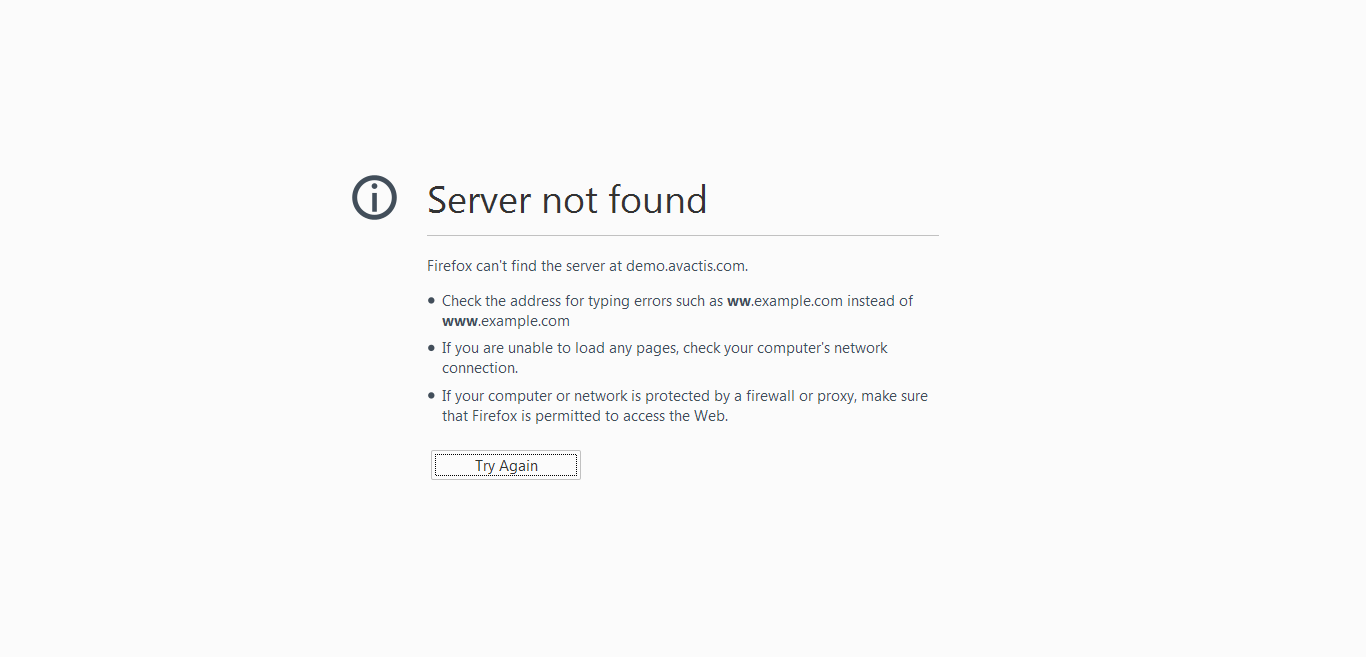 Server not found
Firefox can't find the server at demo.avactis.com.
Check the address for typing errors such as ww.example.com instead of
www.example.com
If you are unable to load any pages, check your computer's network
connection.
If your computer or network is protected by a firewall or proxy, make sure
that Firefox is permitted to access the Web.
Try Again